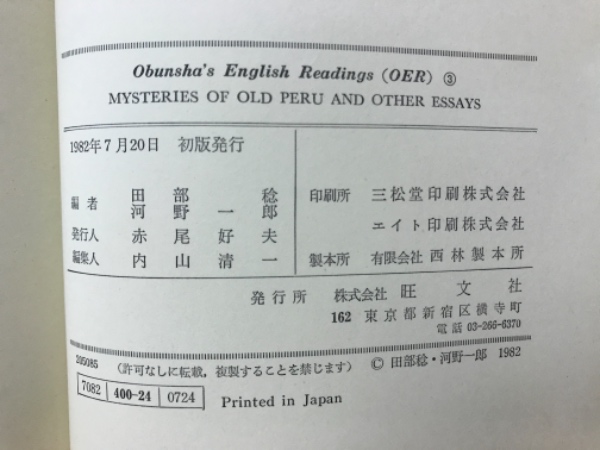 Obunsha's English Readings (OER) ③
MYSTERIES OF OLD PERU AND OTHER ESSAYS
1982年7月20日 初版発行
編者 田部稔
河野一郎
発行人 赤尾好夫
編集人 内山清一
印刷所 三松堂印刷株式会社
エイト印刷株式会社
製本所 有限会社西林製本所
発行所 株式会社 旺文社
162 東京都新宿区横寺町
電話 03-266-6370
205085 (許可なしに転載，複製することを禁じます) © 田部稔・河野一郎 1982
7082 400-24 0724 Printed in Japan